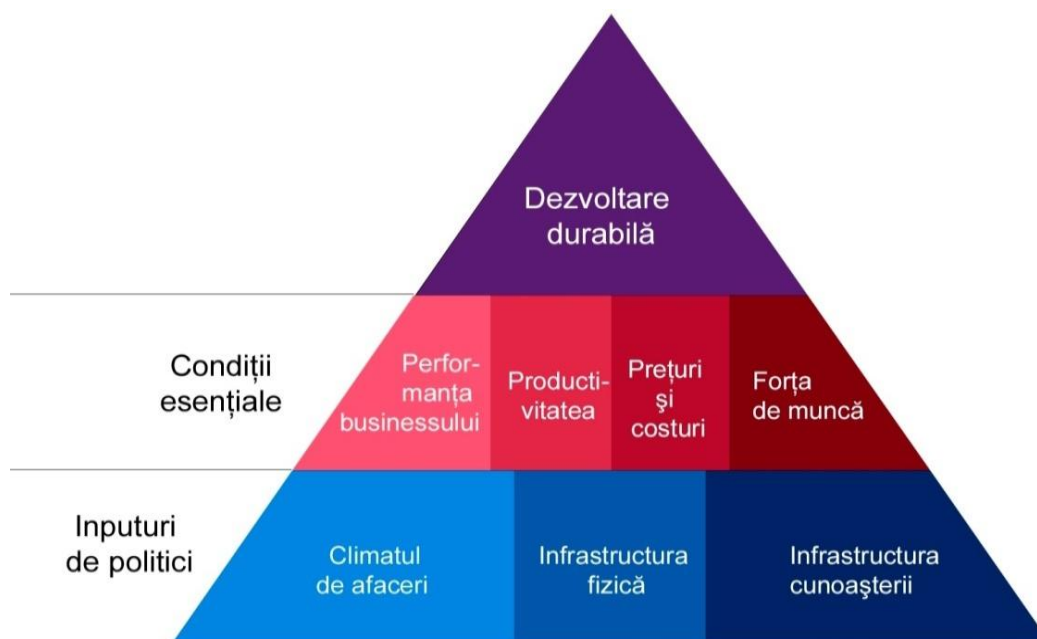 Dezvoltare
durabilă
Condiții
esențiale
Perfor-
manța
businessului
Producti-
vitatea
Prețuri
și
costuri
Forța
de muncă
Inputuri
de politici
Climatul
de afaceri
Infrastructura
fizică
Infrastructura
cunoaşterii